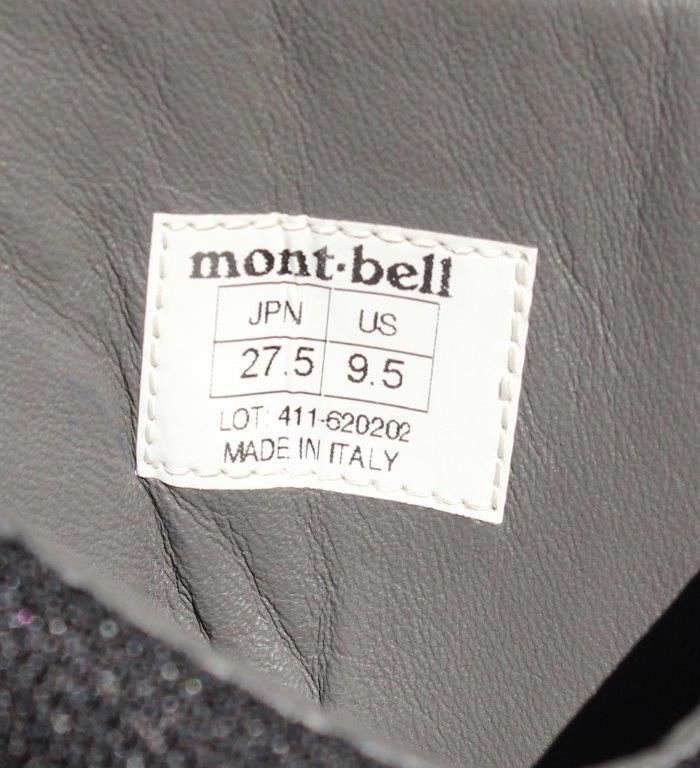 mont·bell
JPN US
27.5 9.5
LOT: 411-620202
MADE IN ITALY